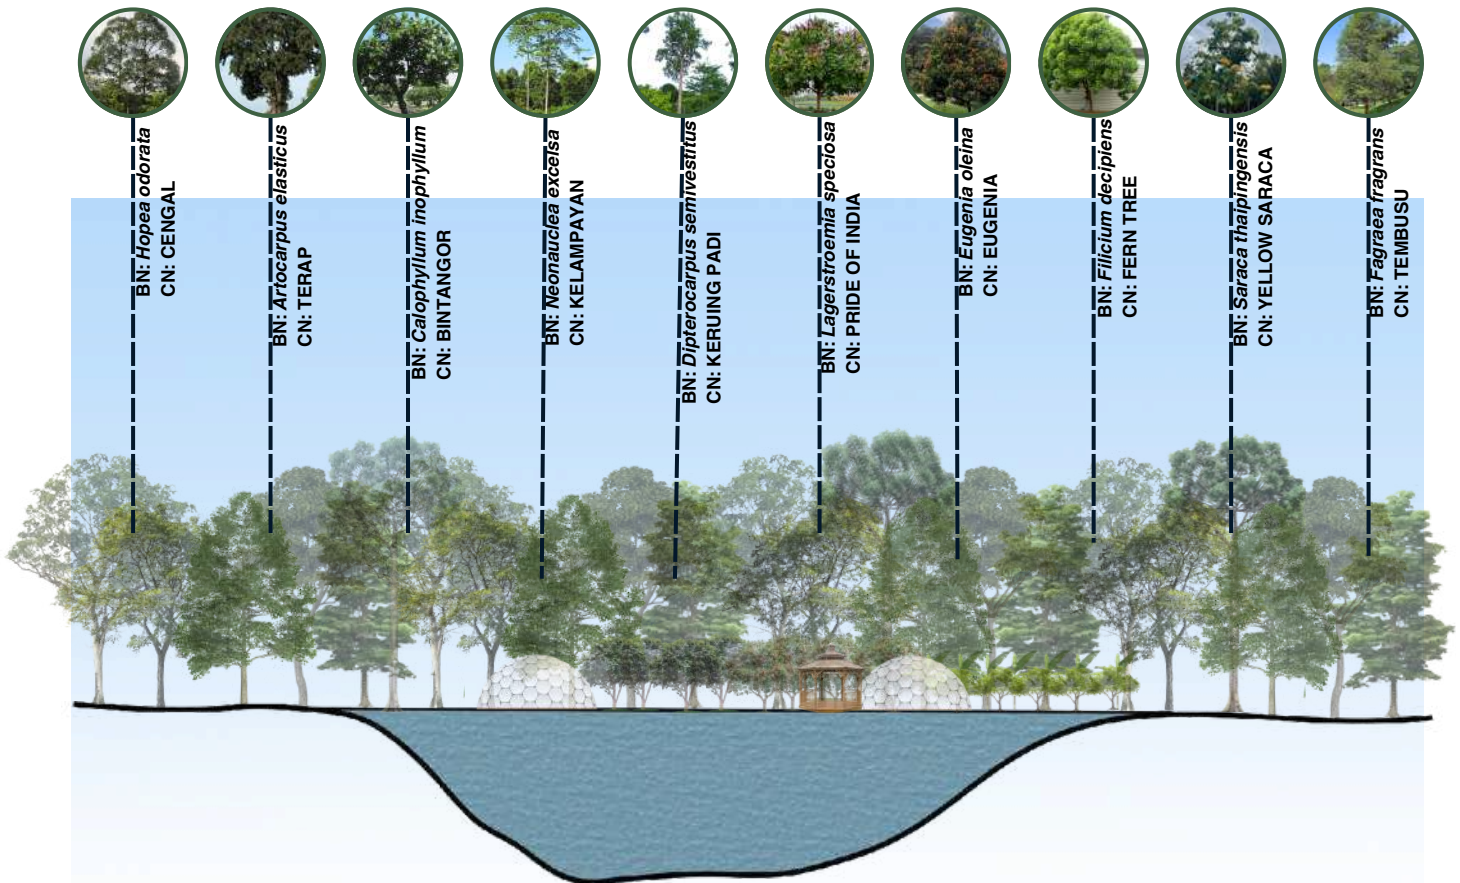 BN: Hopea odorata
CN: CENGAL
BN: Artocarpus elasticus
CN: TERAP
BN: Calophyllum inophyllum
CN: BINTANGOR
BN: Neonauclea excelsa
CN: KELAMPAYAN
BN: Dipterocarpus semivestitus
CN: KERUING PADI
BN: Lagerstroemia speciosa
CN: PRIDE OF INDIA
BN: Eugenia oleina
CN: EUGENIA
BN: Filicium decipiens
CN: FERN TREE
BN: Saraca thaipingensis
CN: YELLOW SARACA
BN: Fagraea fragrans
CN: TEMBUSU